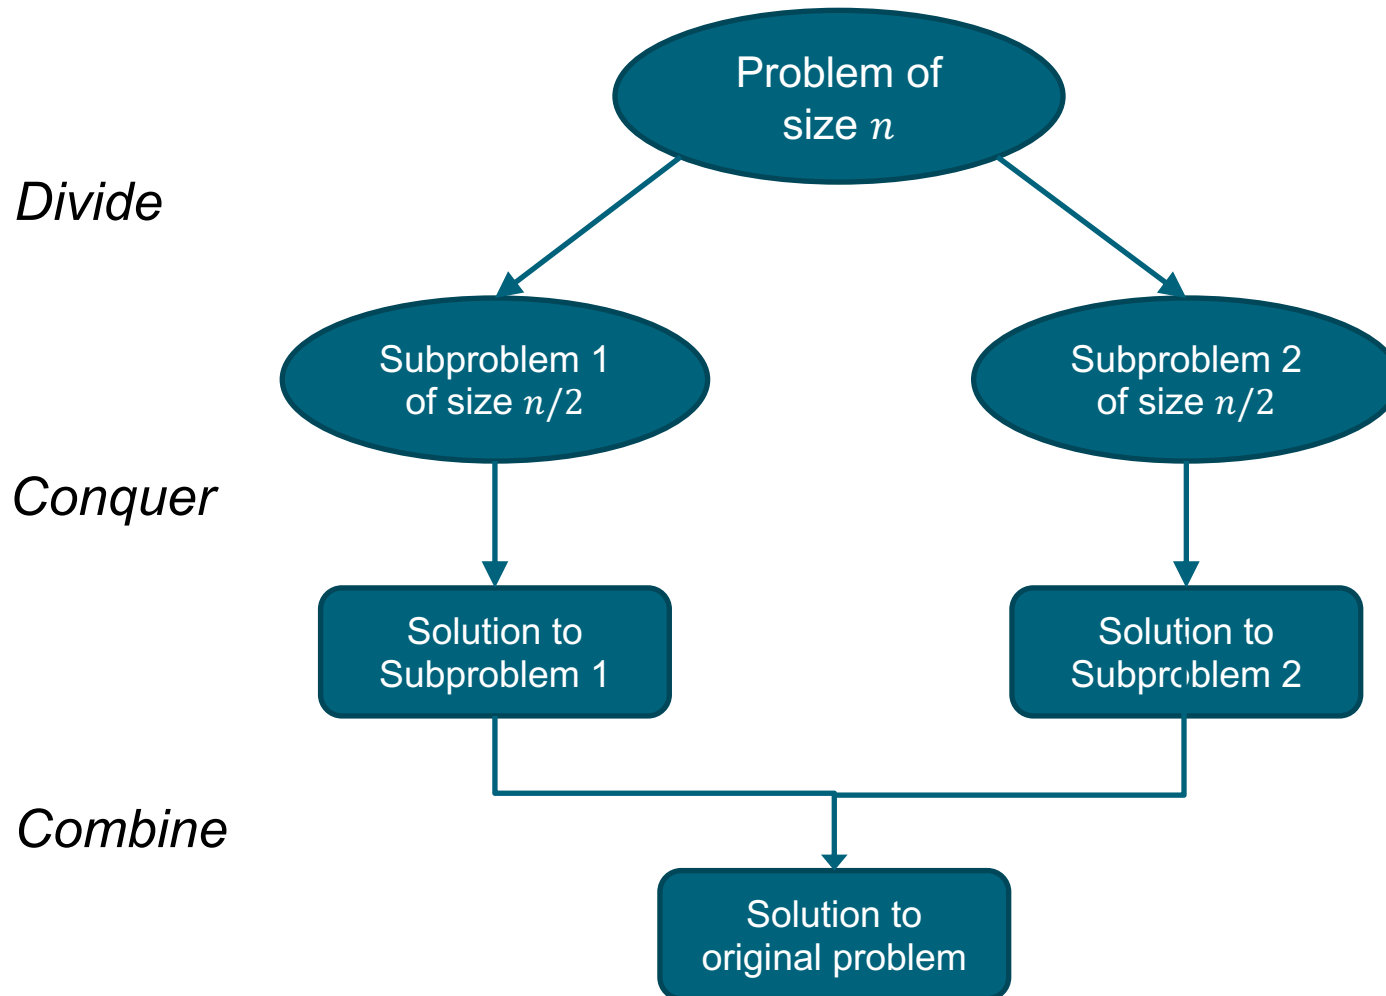 Problem of
size n
Divide
Subproblem 1
of size n/2
Subproblem 2
of size n/2
Conquer
Solution to
Subproblem 1
Solution to
Subproblem 2
Combine
Solution to
original problem